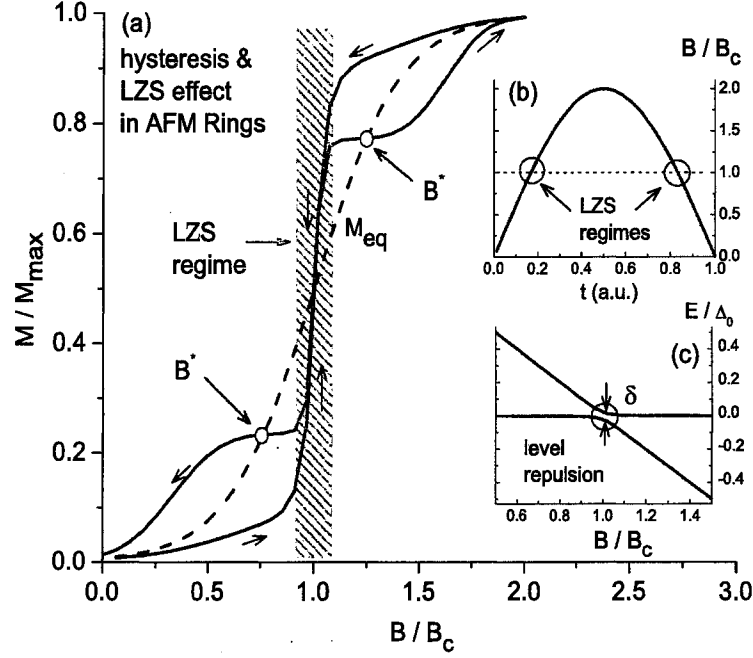 (a)
hysteresis &
LZS effect
in AFM Rings
LZS
regime
M_eq
B*
B*
M / M_max
1.0
0.8
0.6
0.4
0.2
0.0
0.0 0.5 1.0 1.5 2.0 2.5 3.0
B / B_c
(b)
B / B_c
2.0
1.5
1.0
0.5
0.0
LZS
regimes
0.0 0.2 0.4 0.6 0.8 1.0
t (a.u.)
E / Δ_0
(c)
0.4
0.2
0.0
-0.2
-0.4
δ
level
repulsion
0.6 0.8 1.0 1.2 1.4
B / B_c